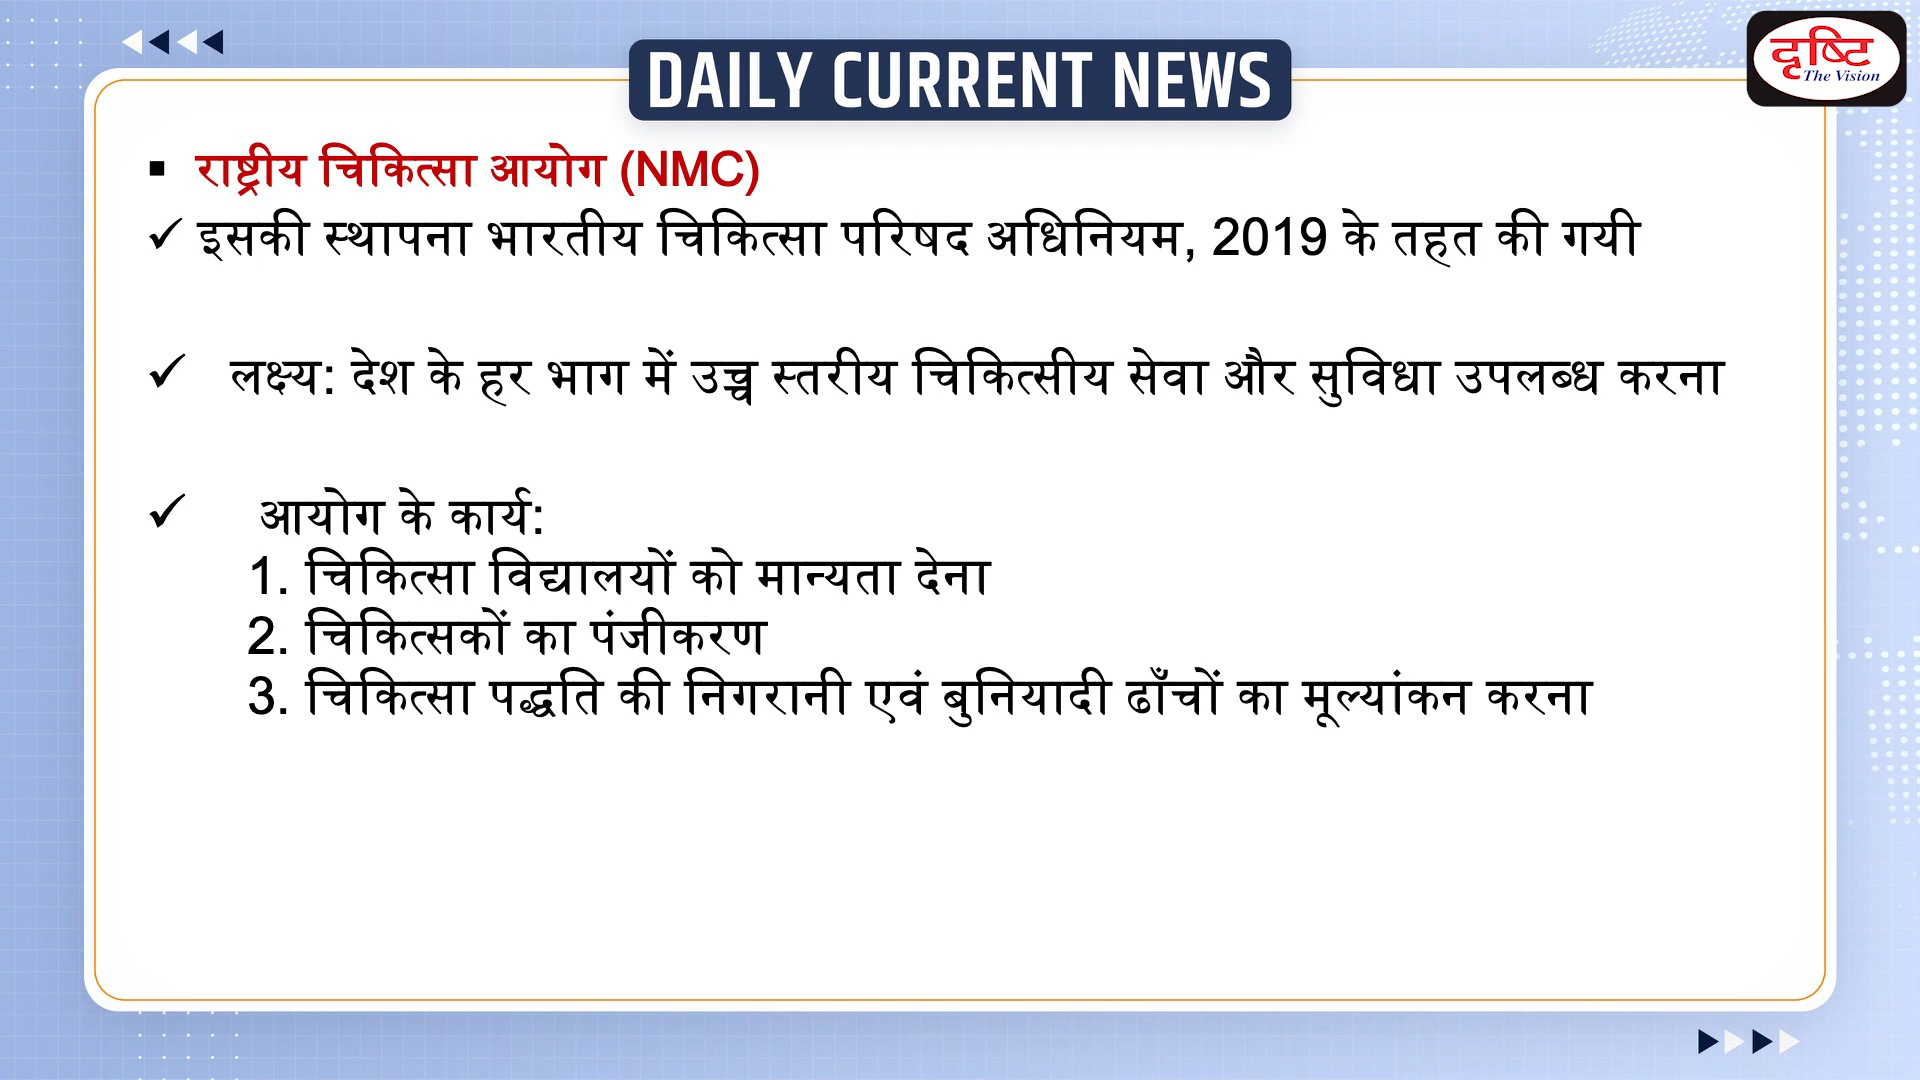 DAILY CURRENT NEWS
दृष्टि
The Vision
▪ राष्ट्रीय चिकित्सा आयोग (NMC)
✓ इसकी स्थापना भारतीय चिकित्सा परिषद अधिनियम, 2019 के तहत की गयी
✓ लक्ष्य: देश के हर भाग में उच्च स्तरीय चिकित्सीय सेवा और सुविधा उपलब्ध करना
✓ आयोग के कार्य:
1. चिकित्सा विद्यालयों को मान्यता देना
2. चिकित्सकों का पंजीकरण
3. चिकित्सा पद्धति की निगरानी एवं बुनियादी ढाँचों का मूल्यांकन करना